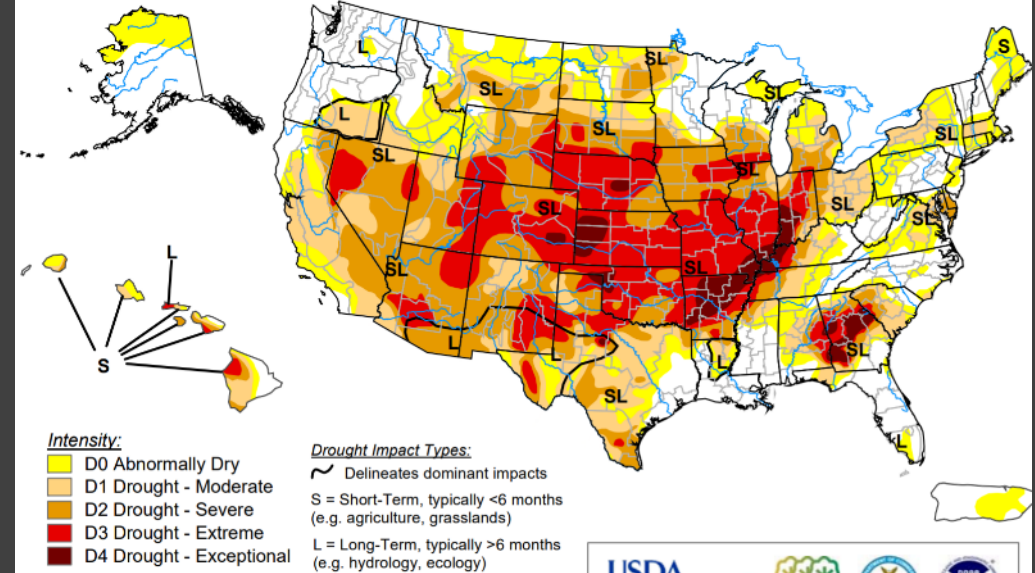 L
SL
S
L
SL
SL
SL
SL
SL
SL
SL
SL
SL
SL
SL
L
L
L
SL
SL
L
L
S
Intensity:
D0 Abnormally Dry
D1 Drought - Moderate
D2 Drought - Severe
D3 Drought - Extreme
D4 Drought - Exceptional
Drought Impact Types:
Delineates dominant impacts
S = Short-Term, typically <6 months
(e.g. agriculture, grasslands)
L = Long-Term, typically >6 months
(e.g. hydrology, ecology)
USDA